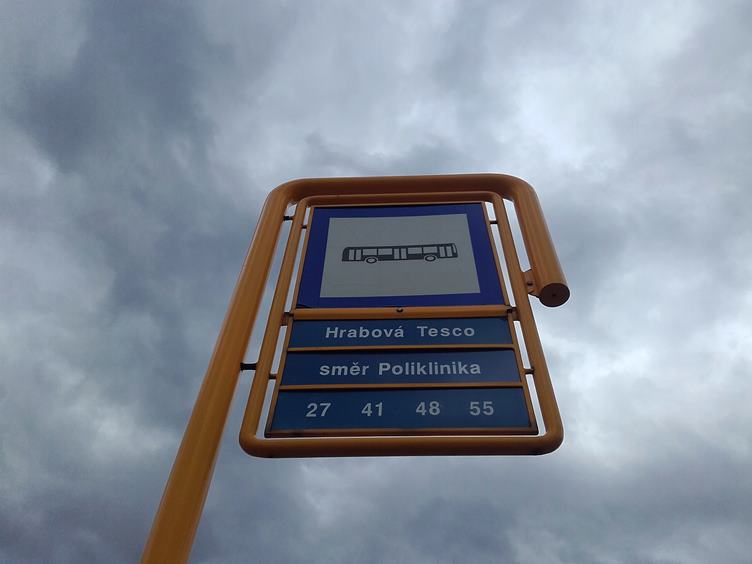 Hrabová Tesco
směr Poliklinika
27 41 48 55